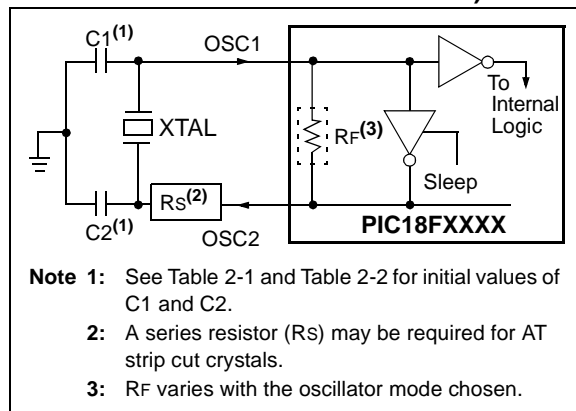 C1(1)
OSC1
To
Internal
Logic
XTAL
RF(3)
Sleep
RS(2)
C2(1)
OSC2
PIC18FXXXX
Note 1: See Table 2-1 and Table 2-2 for initial values of
C1 and C2.
2: A series resistor (RS) may be required for AT
strip cut crystals.
3: RF varies with the oscillator mode chosen.